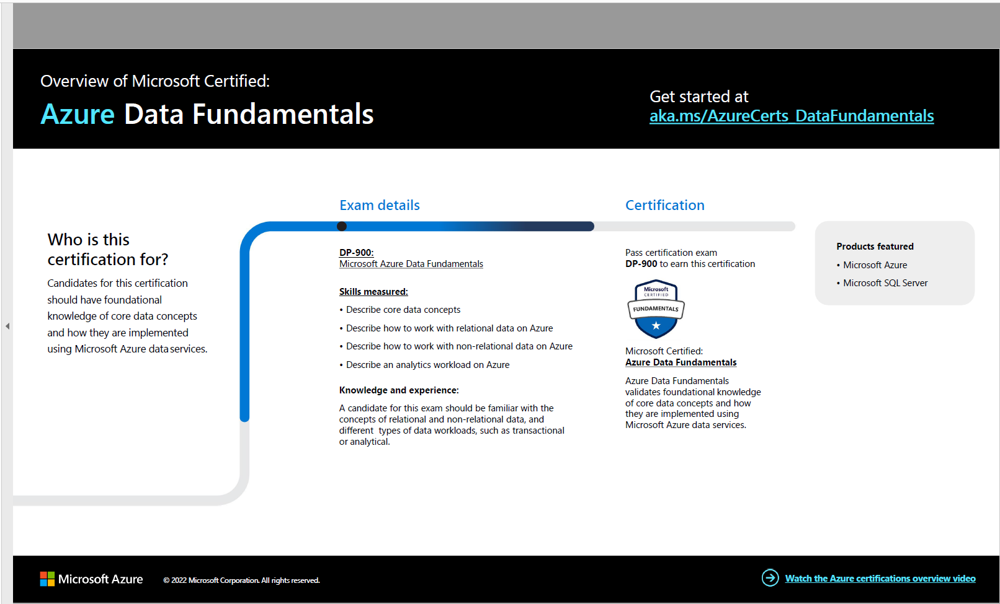 Overview of Microsoft Certified:
Azure Data Fundamentals
Get started at
aka.ms/AzureCerts_DataFundamentals
Who is this
certification for?
Candidates for this certification
should have foundational
knowledge of core data concepts
and how they are implemented
using Microsoft Azure data services.
Exam details
DP-900:
Microsoft Azure Data Fundamentals
Skills measured:
• Describe core data concepts
• Describe how to work with relational data on Azure
• Describe how to work with non-relational data on Azure
• Describe an analytics workload on Azure
Knowledge and experience:
A candidate for this exam should be familiar with the
concepts of relational and non-relational data, and
different types of data workloads, such as transactional
or analytical.
Certification
Pass certification exam
DP-900 to earn this certification
Microsoft
CERTIFIED
FUNDAMENTALS
Microsoft Certified:
Azure Data Fundamentals
Azure Data Fundamentals
validates foundational knowledge
of core data concepts and how
they are implemented using
Microsoft Azure data services.
Products featured
• Microsoft Azure
• Microsoft SQL Server
Microsoft Azure
© 2022 Microsoft Corporation. All rights reserved.
Watch the Azure certifications overview video